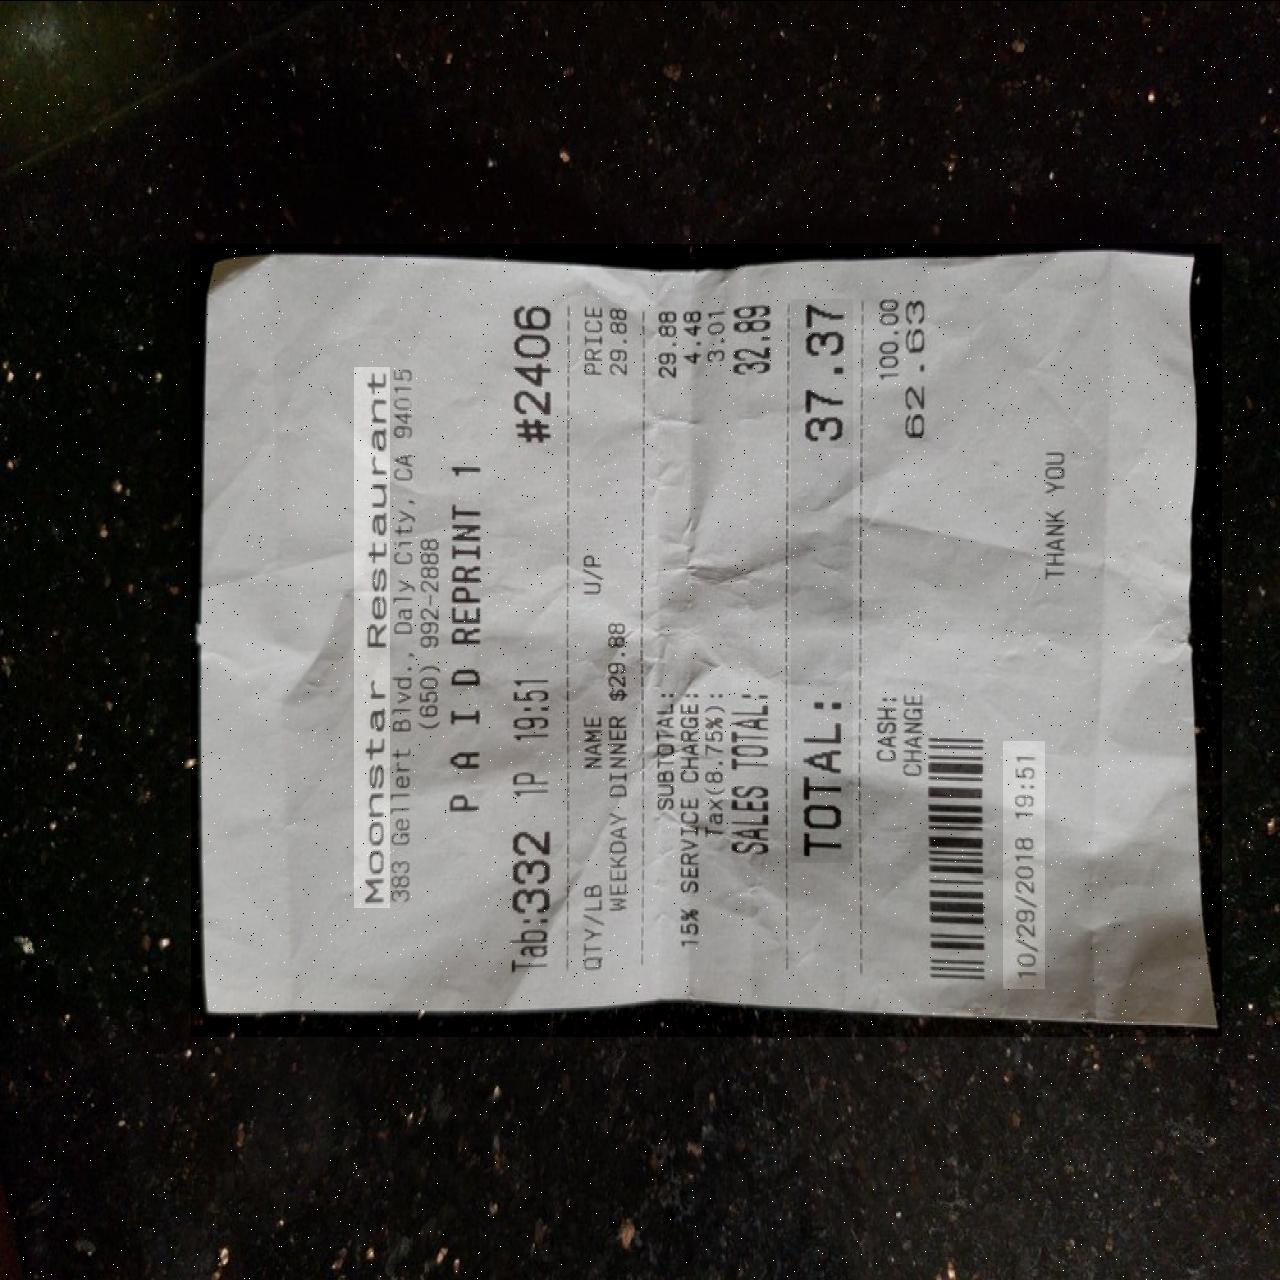 Moonstar Restaurant
383 Gellert Blvd., Daly City, CA 94015
(650) 992-2888
P A I D REPRINT 1
Tab:332 1P 19:51 #2406
QTY/LB NAME U/P PRICE
WEEKDAY DINNER $29.88 29.88
/SUBTOTAL: 29.88
15% SERVICE CHARGE: 4.48
Tax(8.75%): 3.01
SALES TOTAL: 32.89
TOTAL: 37.37
CASH: 100.00
CHANGE 62.63
10/29/2018 19:51
THANK YOU